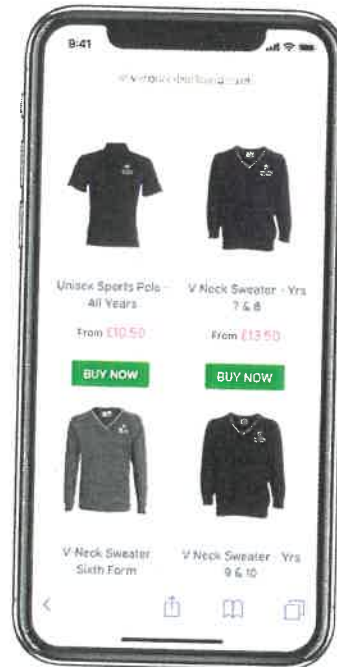 9:41
Unisex Sports Polo -
All Years
From £10.50
BUY NOW
V Neck Sweater - Yrs
7 & 8
From £13.50
BUY NOW
V Neck Sweater
Sixth Form
V Neck Sweater - Yrs
9 & 10